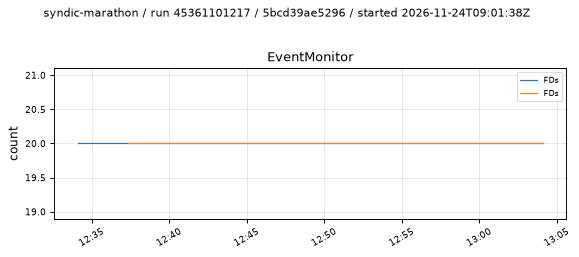 syndic-marathon / run 45361101217 / 5bcd39ae5296 / started 2026-11-24T09:01:38Z
EventMonitor
21.0
20.5
20.0
19.5
19.0
count
FDs
FDs
12:35
12:40
12:45
12:50
12:55
13:00
13:05